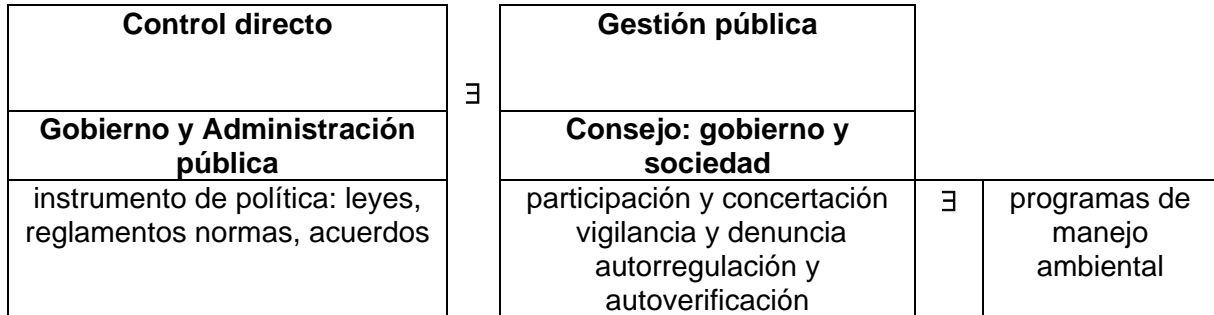 Control directo
Gestión pública
∃
Gobierno y Administración
pública
Consejo: gobierno y
sociedad
instrumento de política: leyes,
reglamentos normas, acuerdos
participación y concertación
vigilancia y denuncia
autorregulación y
autoverificación
∃
programas de
manejo
ambiental